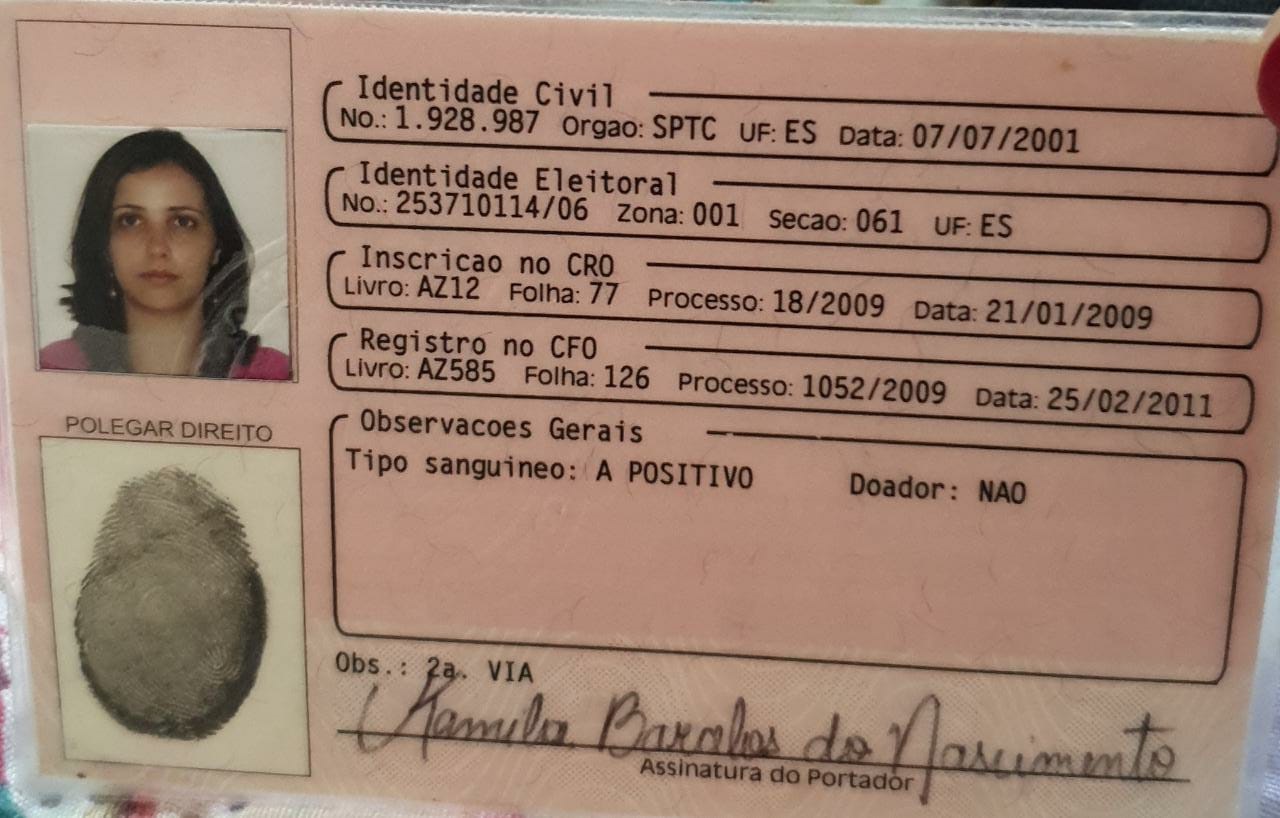 Identidade Civil
No.: 1.928.987 Orgao: SPTC UF: ES Data: 07/07/2001
Identidade Eleitoral
No.: 253710114/06 Zona: 001 Secao: 061 UF: ES
Inscricao no CRO
Livro: AZ12 Folha: 77 Processo: 18/2009 Data: 21/01/2009
Registro no CFO
Livro: AZ585 Folha: 126 Processo: 1052/2009 Data: 25/02/2011
POLEGAR DIREITO
Observacoes Gerais
Tipo sanguineo: A POSITIVO Doador: NAO
Obs.: 2a. VIA
Kamila do Nascimento
Assinatura do Portador